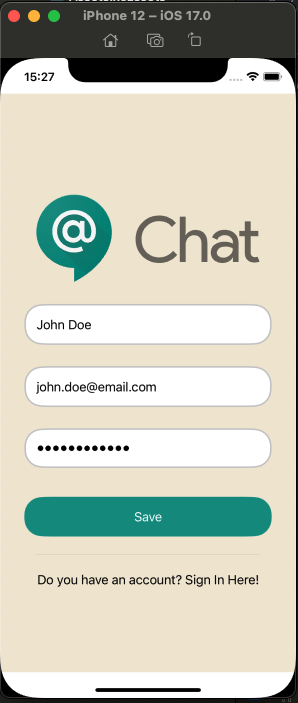 iPhone 12 – iOS 17.0
15:27
@ Chat
John Doe
john.doe@email.com
••••••••••••
Save
Do you have an account? Sign In Here!